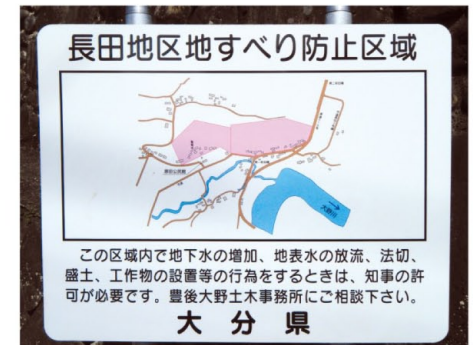 長田地区地すべり防止区域
大野川
この区域内で地下水の増加、地表水の放流、法切、
盛土、工作物の設置等の行為をするときは、知事の許
可が必要です。豊後大野土木事務所にご相談下さい。
大分県